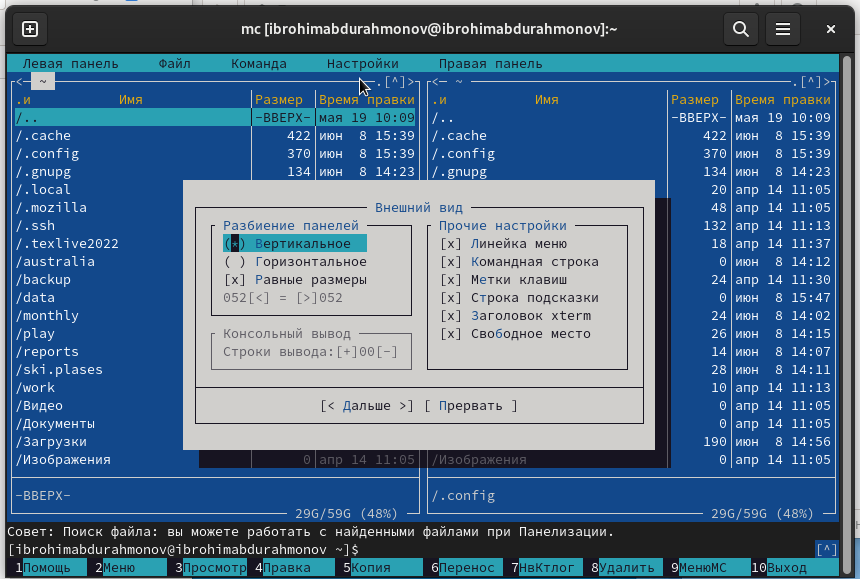 mc [ibrohimabdurahmonov@ibrohimabdurahmonov]:~
Левая панель Файл Команда Настройки Правая панель
<─ ~ ─.[^]> <─ ~ ─.[^]>
.и Имя Размер Время правки .и Имя Размер Время правки
/.. -ВВЕРХ- мая 19 10:09 /.. -ВВЕРХ- мая 19 10:09
/.cache 422 июн 8 15:39 /.cache 422 июн 8 15:39
/.config 370 июн 8 15:39 /.config 370 июн 8 15:39
/.gnupg 134 июн 8 14:23 /.gnupg 134 июн 8 14:23
/.local 20 апр 14 11:05
/.mozilla Внешний вид 48 апр 14 11:05
/.ssh Разбиение панелей Прочие настройки 132 апр 14 11:13
/.texlive2022 (*) Вертикальное [x] Линейка меню 18 апр 14 11:37
/australia ( ) Горизонтальное [x] Командная строка 0 июн 8 14:12
/backup [x] Равные размеры [x] Метки клавиш 24 апр 14 11:30
/data 052[<] = [>]052 [x] Строка подсказки 0 июн 8 15:47
/monthly [x] Заголовок xterm 24 июн 8 14:02
/play Консольный вывод [x] Свободное место 26 июн 8 14:15
/reports Строки вывода:[+]00[-] 14 июн 8 14:07
/ski.plases 28 июн 8 14:11
/work 10 апр 14 11:13
/Видео [< Дальше >] [ Прервать ] 0 апр 14 11:05
/Документы 0 апр 14 11:05
/Загрузки 190 июн 8 14:56
/Изображения 0 апр 14 11:05 /Изображения 0 апр 14 11:05
-ВВЕРХ- /.config
29G/59G (48%) 29G/59G (48%)
Совет: Поиск файла: вы можете работать с найденными файлами при Панелизации.
[ibrohimabdurahmonov@ibrohimabdurahmonov ~]$ [^]
1Помощь 2Меню 3Просмотр 4Правка 5Копия 6Перенос 7НвКтлог 8Удалить 9МенюMC 10Выход